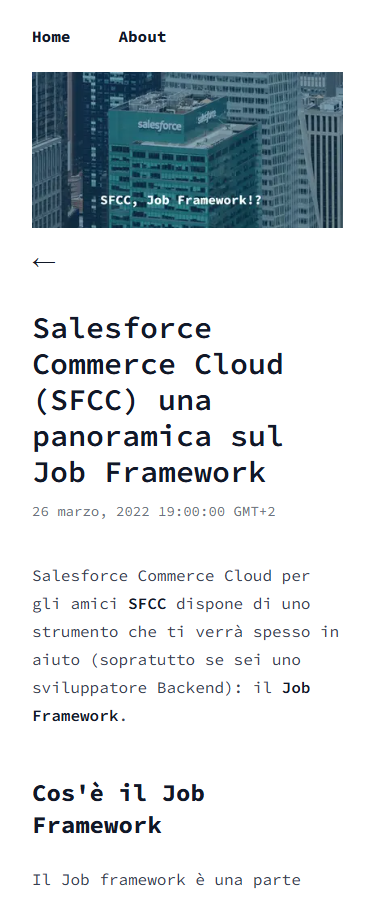 Home About
salesforce
salesforce
SFCC, Job Framework!?
←
Salesforce
Commerce Cloud
(SFCC) una
panoramica sul
Job Framework
26 marzo, 2022 19:00:00 GMT+2
Salesforce Commerce Cloud per
gli amici SFCC dispone di uno
strumento che ti verrà spesso in
aiuto (sopratutto se sei uno
sviluppatore Backend): il Job
Framework.
Cos'è il Job
Framework
Il Job framework è una parte